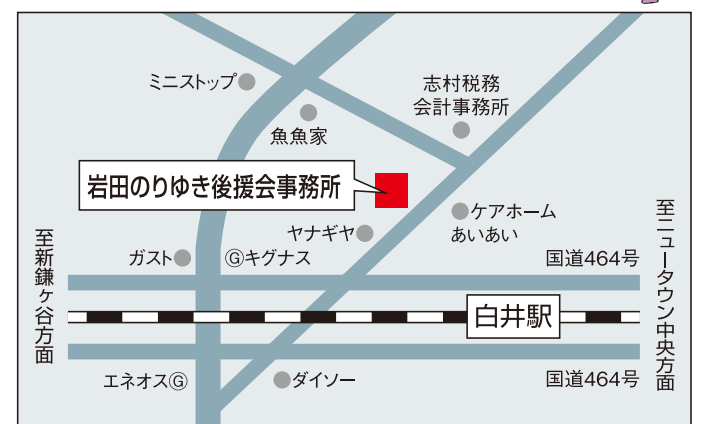 ミニストップ
志村税務
会計事務所
魚魚家
岩田のりゆき後援会事務所
ケアホーム
あいあい
ヤナギヤ
ガスト
Ⓖキグナス
国道464号
至新鎌ヶ谷方面
至ニュータウン中央方面
白井駅
エネオスⒼ
ダイソー
国道464号